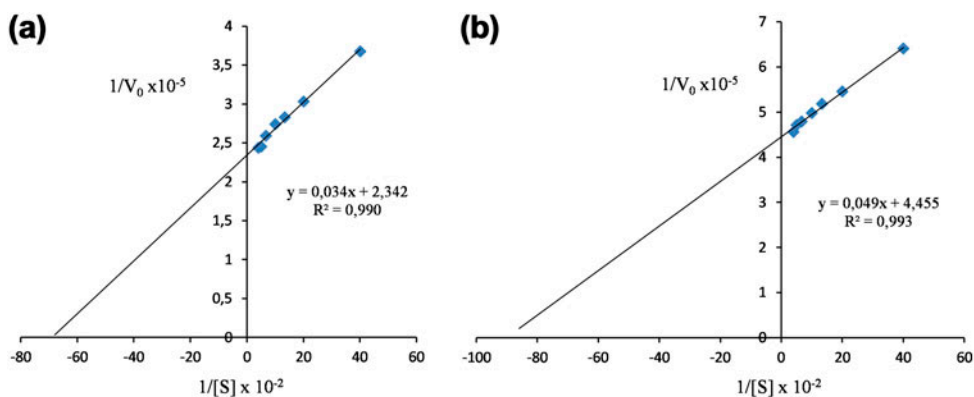 (a)
4
3,5
3
2,5
2
1,5
1
0,5
0
-80 -60 -40 -20 0 20 40 60
1/V₀ x10⁻⁵
y = 0,034x + 2,342
R² = 0,990
1/[S] x 10⁻²
(b)
7
6
5
4
3
2
1
0
-100 -80 -60 -40 -20 0 20 40 60
1/V₀ x10⁻⁵
y = 0,049x + 4,455
R² = 0,993
1/[S] x 10⁻²